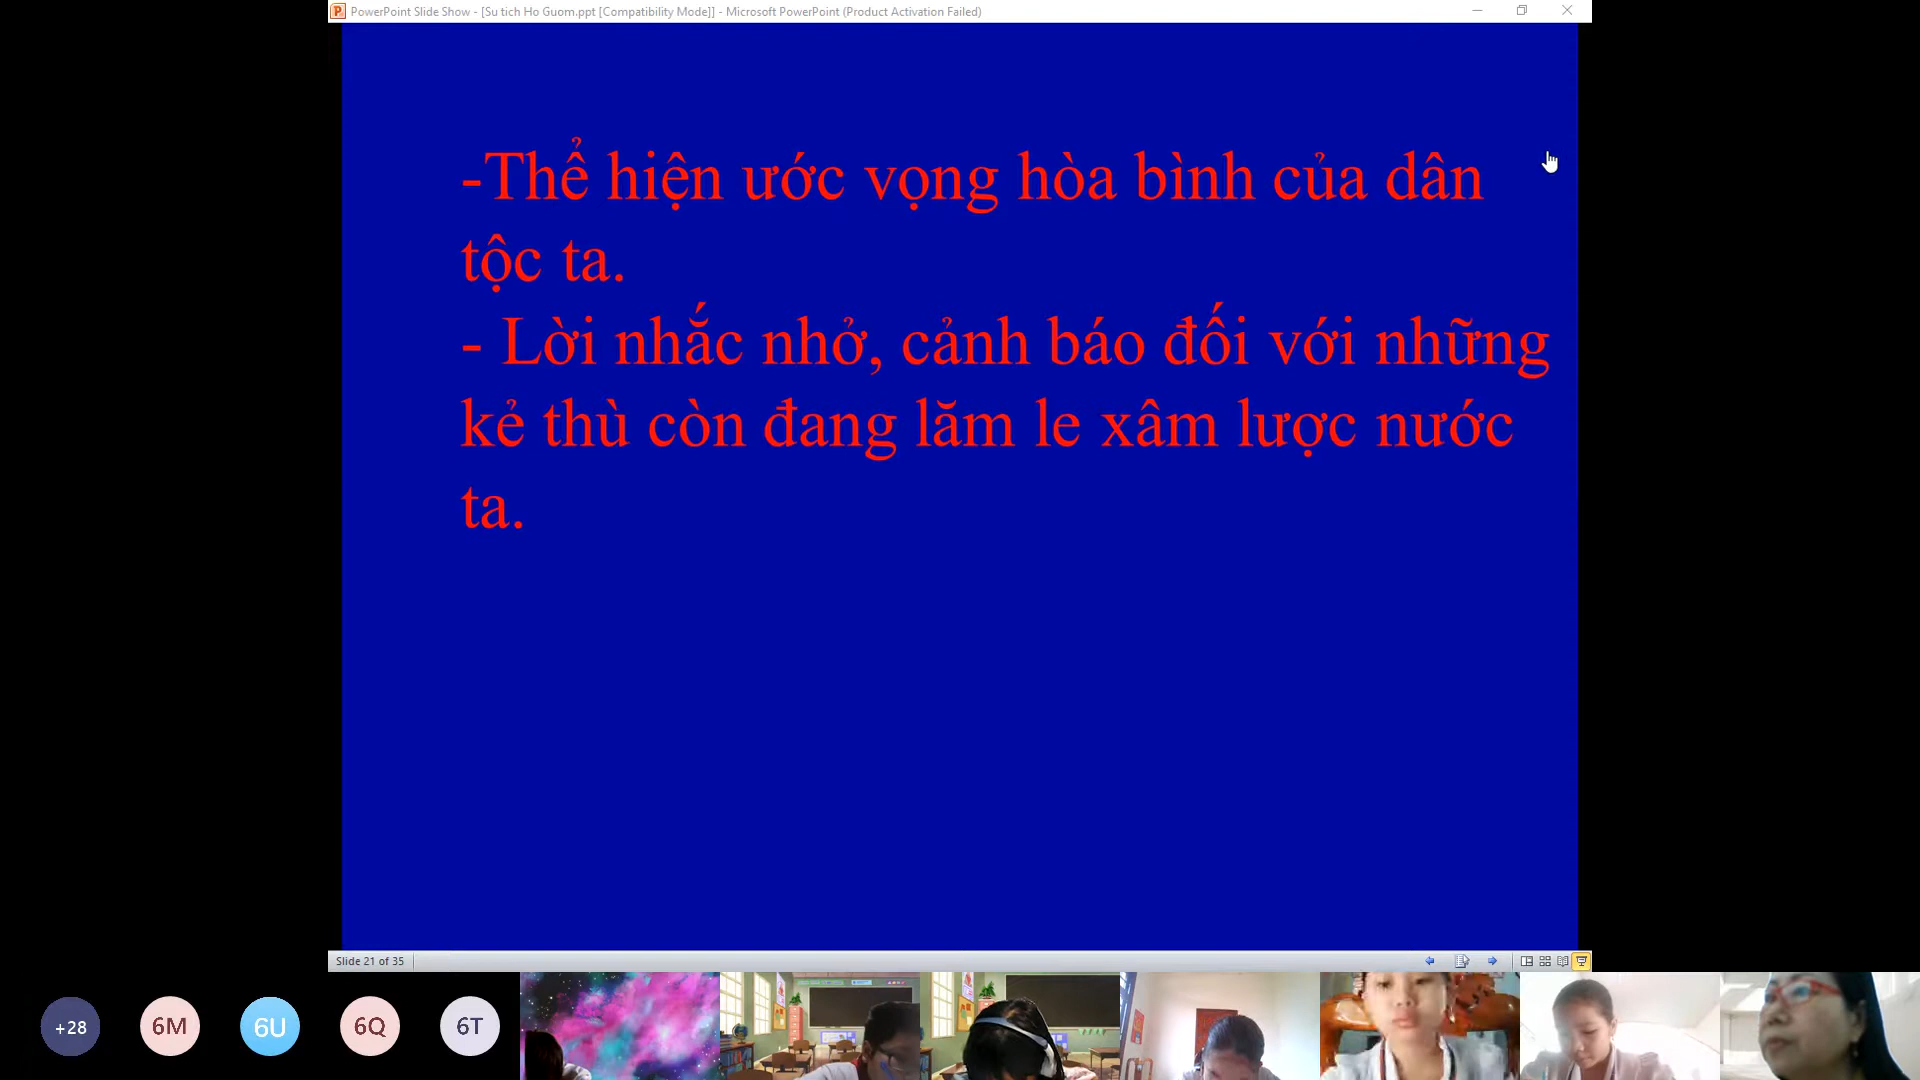 PowerPoint Slide Show - [Su tich Ho Guom.ppt [Compatibility Mode]] - Microsoft PowerPoint (Product Activation Failed)
-Thể hiện ước vọng hòa bình của dân
tộc ta.
- Lời nhắc nhở, cảnh báo đối với những
kẻ thù còn đang lăm le xâm lược nước
ta.
Slide 21 of 35
+28
6M
6U
6Q
6T